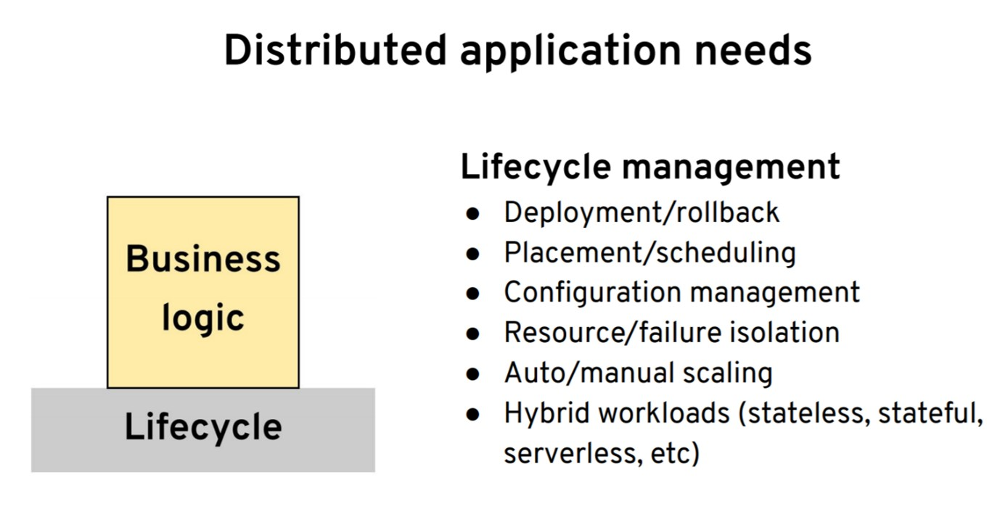 Distributed application needs
Business
logic
Lifecycle
Lifecycle management
● Deployment/rollback
● Placement/scheduling
● Configuration management
● Resource/failure isolation
● Auto/manual scaling
● Hybrid workloads (stateless, stateful,
serverless, etc)